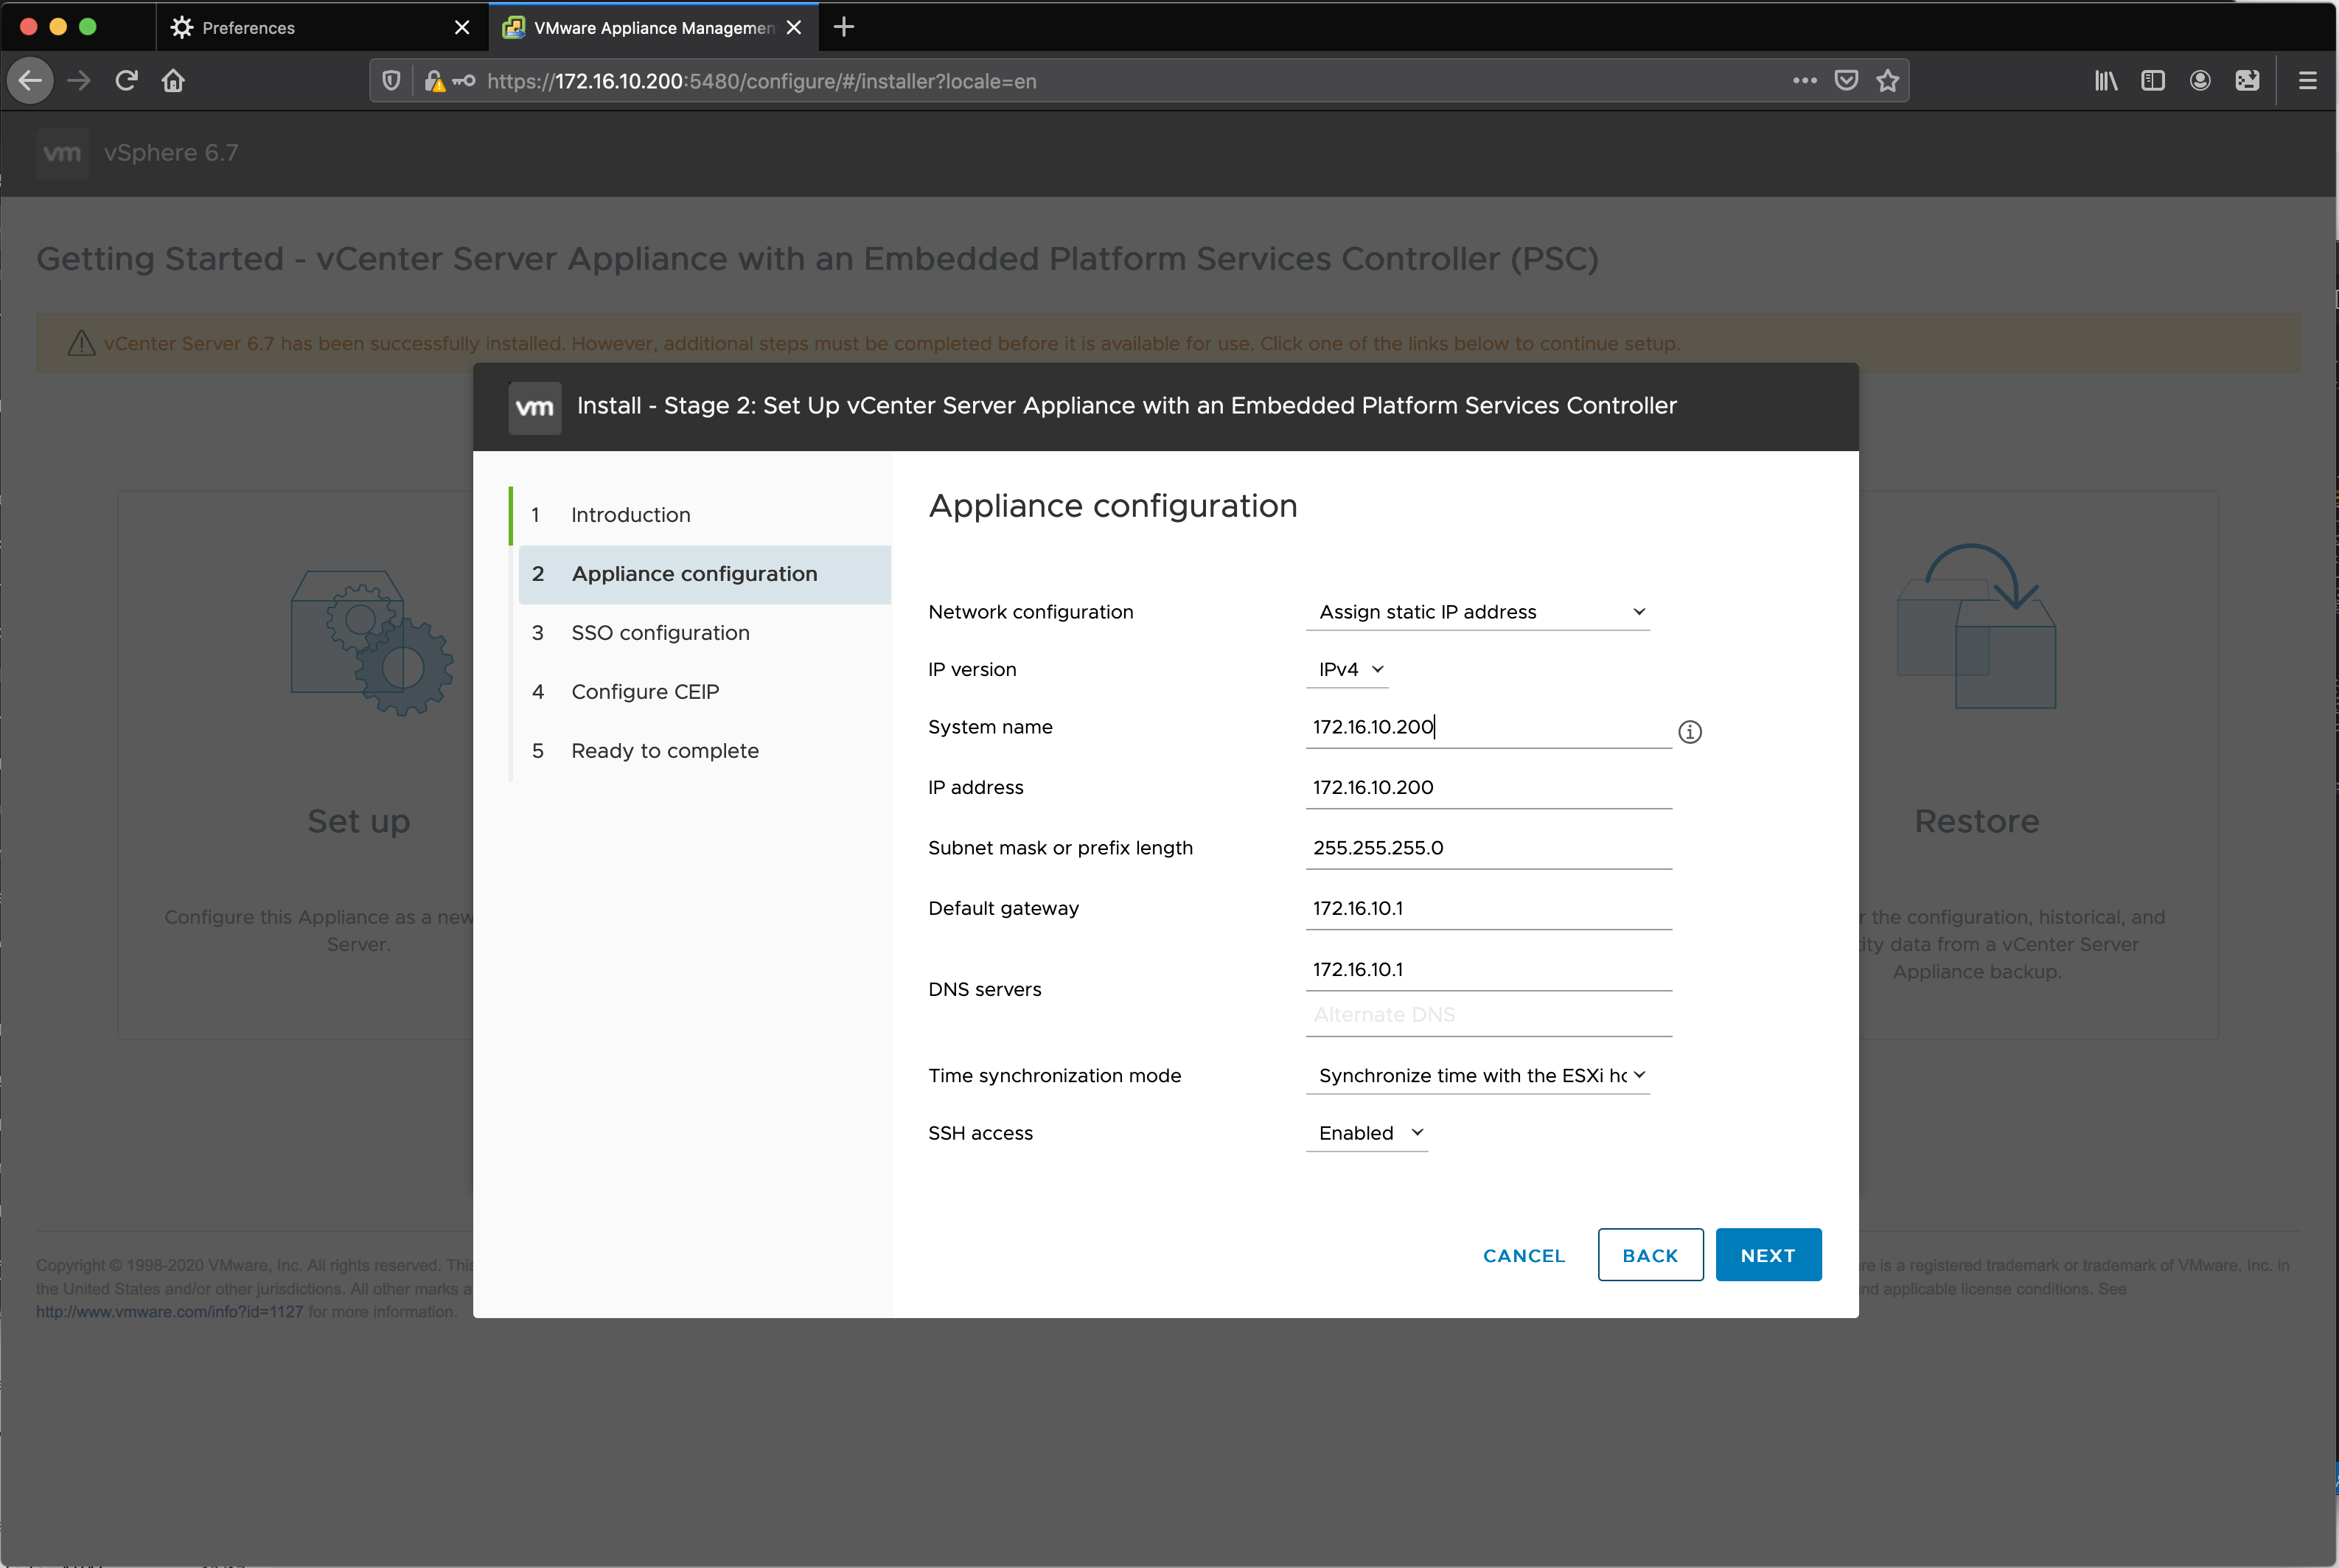 Preferences
VMware Appliance Managemen
https://172.16.10.200:5480/configure/#/installer?locale=en
vm vSphere 6.7
Getting Started - vCenter Server Appliance with an Embedded Platform Services Controller (PSC)
vCenter Server 6.7 has been successfully installed. However, additional steps must be completed before it is available for use. Click one of the links below to continue setup.
vm Install - Stage 2: Set Up vCenter Server Appliance with an Embedded Platform Services Controller
1 Introduction
2 Appliance configuration
3 SSO configuration
4 Configure CEIP
5 Ready to complete
Appliance configuration
Network configuration Assign static IP address
IP version IPv4
System name 172.16.10.200
IP address 172.16.10.200
Subnet mask or prefix length 255.255.255.0
Default gateway 172.16.10.1
DNS servers 172.16.10.1
Alternate DNS
Time synchronization mode Synchronize time with the ESXi ho
SSH access Enabled
CANCEL BACK NEXT
Set up
Configure this Appliance as a new
Server.
Restore
r the configuration, historical, and
ity data from a vCenter Server
Appliance backup.
Copyright © 1998-2020 VMware, Inc. All rights reserved. This
re is a registered trademark or trademark of VMware, Inc. in
the United States and/or other jurisdictions. All other marks a
nd applicable license conditions. See
http://www.vmware.com/info?id=1127 for more information.